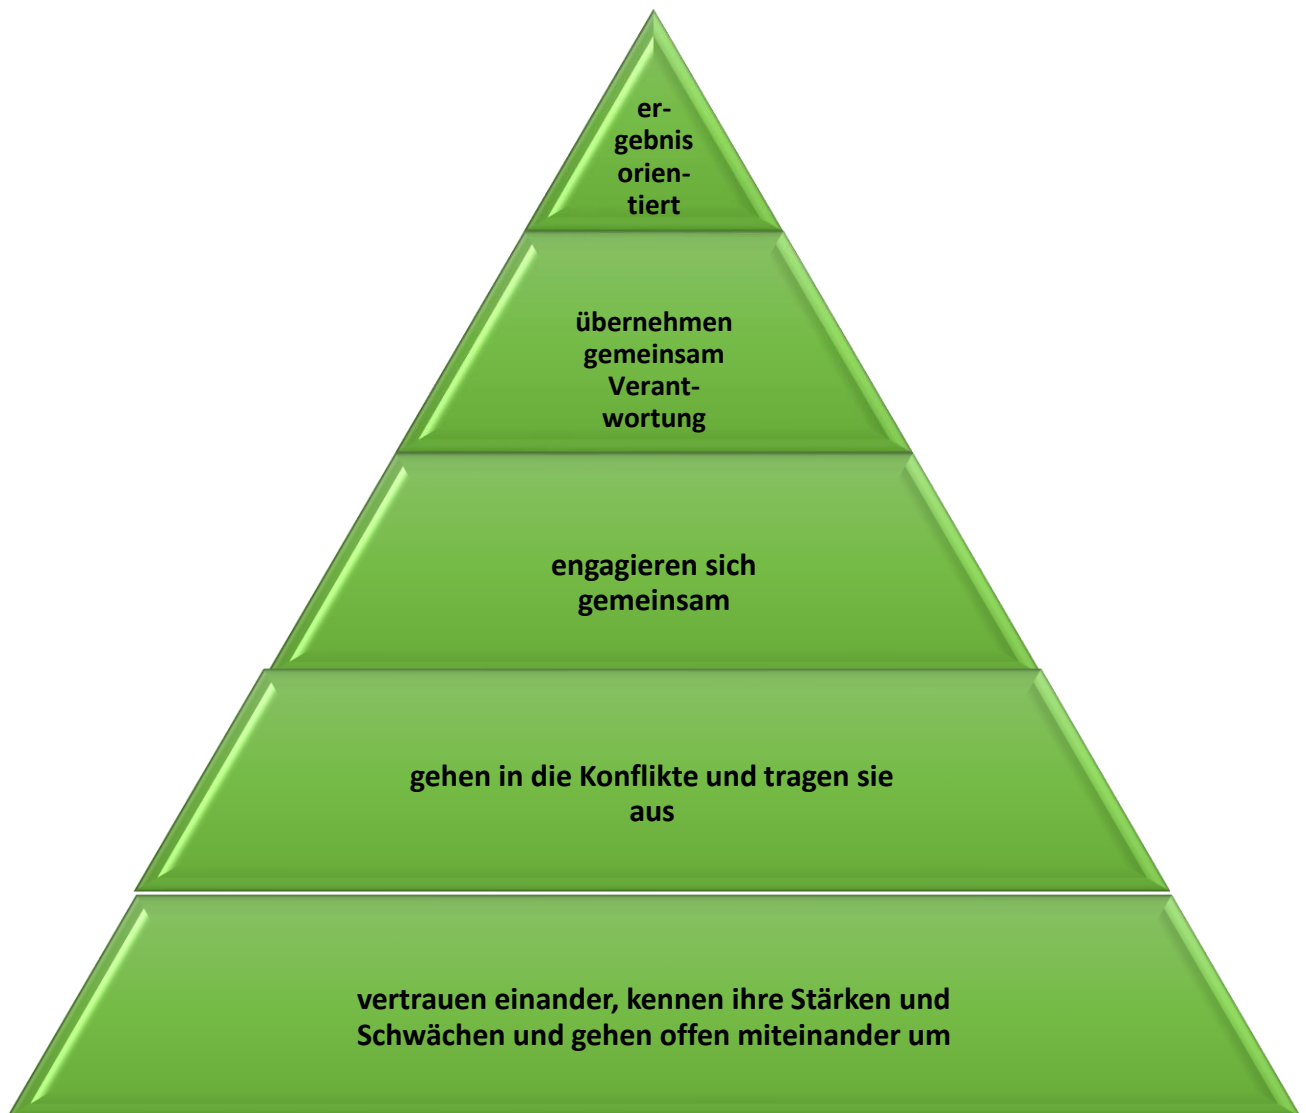 er-
gebnis
orien-
tiert
übernehmen
gemeinsam
Verant-
wortung
engagieren sich
gemeinsam
gehen in die Konflikte und tragen sie
aus
vertrauen einander, kennen ihre Stärken und
Schwächen und gehen offen miteinander um